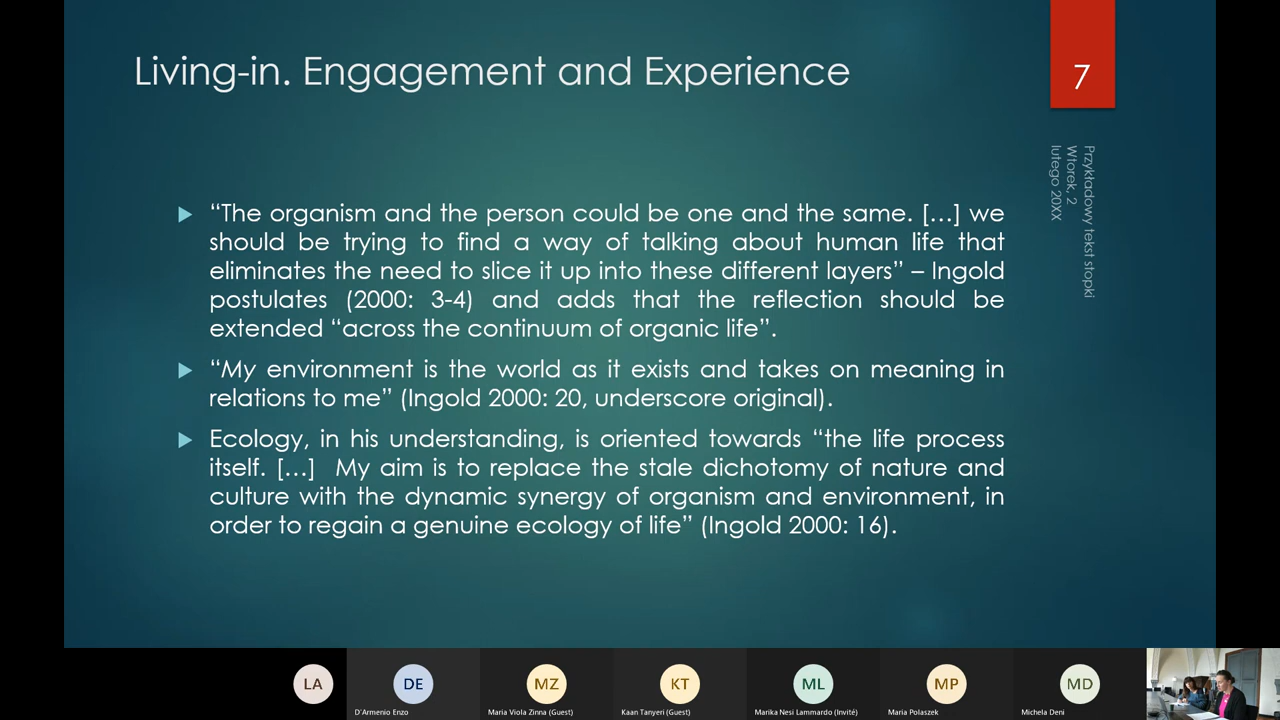 Living-in. Engagement and Experience
7
Przykładowy tekst stopki
Wtorek, 2
lutego 20XX
“The organism and the person could be one and the same. […] we
should be trying to find a way of talking about human life that
eliminates the need to slice it up into these different layers” – Ingold
postulates (2000: 3-4) and adds that the reflection should be
extended “across the continuum of organic life”.
“My environment is the world as it exists and takes on meaning in
relations to me” (Ingold 2000: 20, underscore original).
Ecology, in his understanding, is oriented towards “the life process
itself. […] My aim is to replace the stale dichotomy of nature and
culture with the dynamic synergy of organism and environment, in
order to regain a genuine ecology of life” (Ingold 2000: 16).
LA
DE
MZ
KT
ML
MP
MD
D'Armenio Enzo
Maria Viola Zinna (Guest)
Kaan Tanyeri (Guest)
Marika Nesi Lammardo (Invité)
Maria Polaszek
Michela Deni